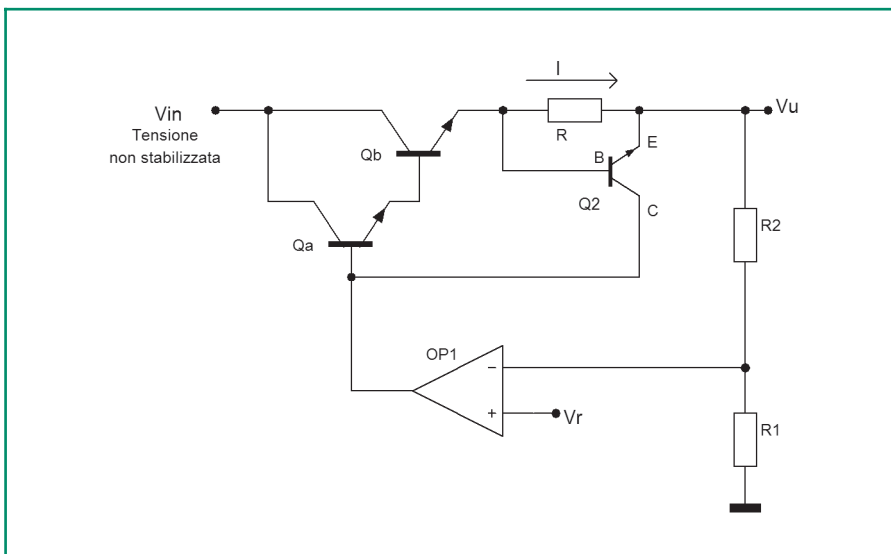 I
Vin
Tensione
non stabilizzata
Vu
R
E
B
Qb
Q2
C
Qa
R2
OP1
–
+
Vr
R1